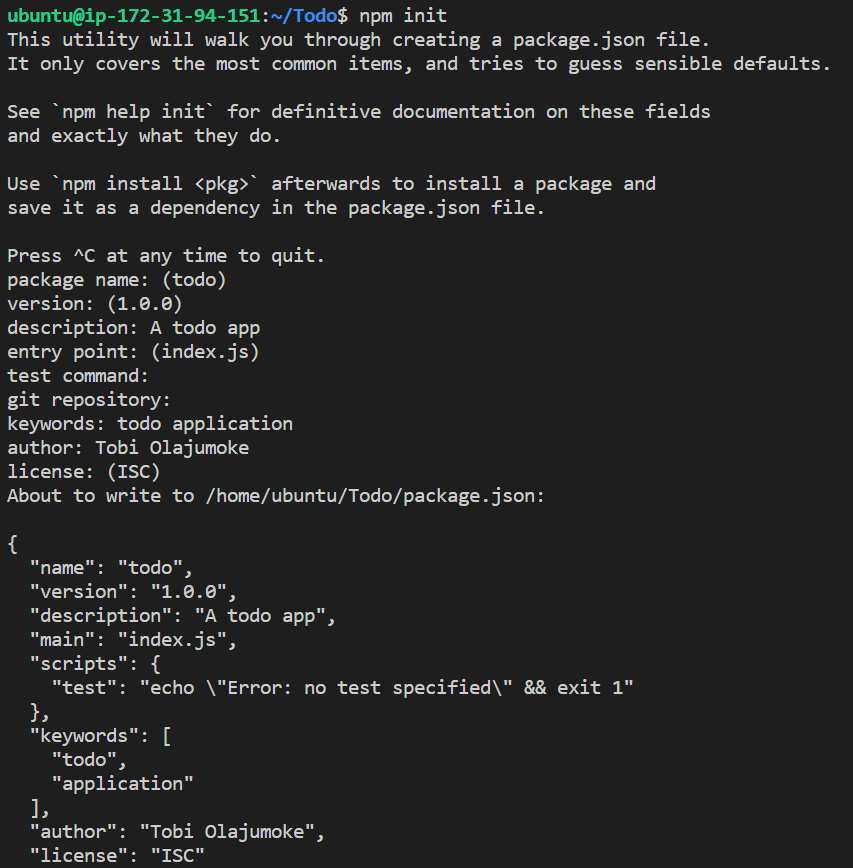 ubuntu@ip-172-31-94-151:~/Todo$ npm init
This utility will walk you through creating a package.json file.
It only covers the most common items, and tries to guess sensible defaults.

See `npm help init` for definitive documentation on these fields
and exactly what they do.

Use `npm install <pkg>` afterwards to install a package and
save it as a dependency in the package.json file.

Press ^C at any time to quit.
package name: (todo)
version: (1.0.0)
description: A todo app
entry point: (index.js)
test command:
git repository:
keywords: todo application
author: Tobi Olajumoke
license: (ISC)
About to write to /home/ubuntu/Todo/package.json:

{
  "name": "todo",
  "version": "1.0.0",
  "description": "A todo app",
  "main": "index.js",
  "scripts": {
    "test": "echo \"Error: no test specified\" && exit 1"
  },
  "keywords": [
    "todo",
    "application"
  ],
  "author": "Tobi Olajumoke",
  "license": "ISC"